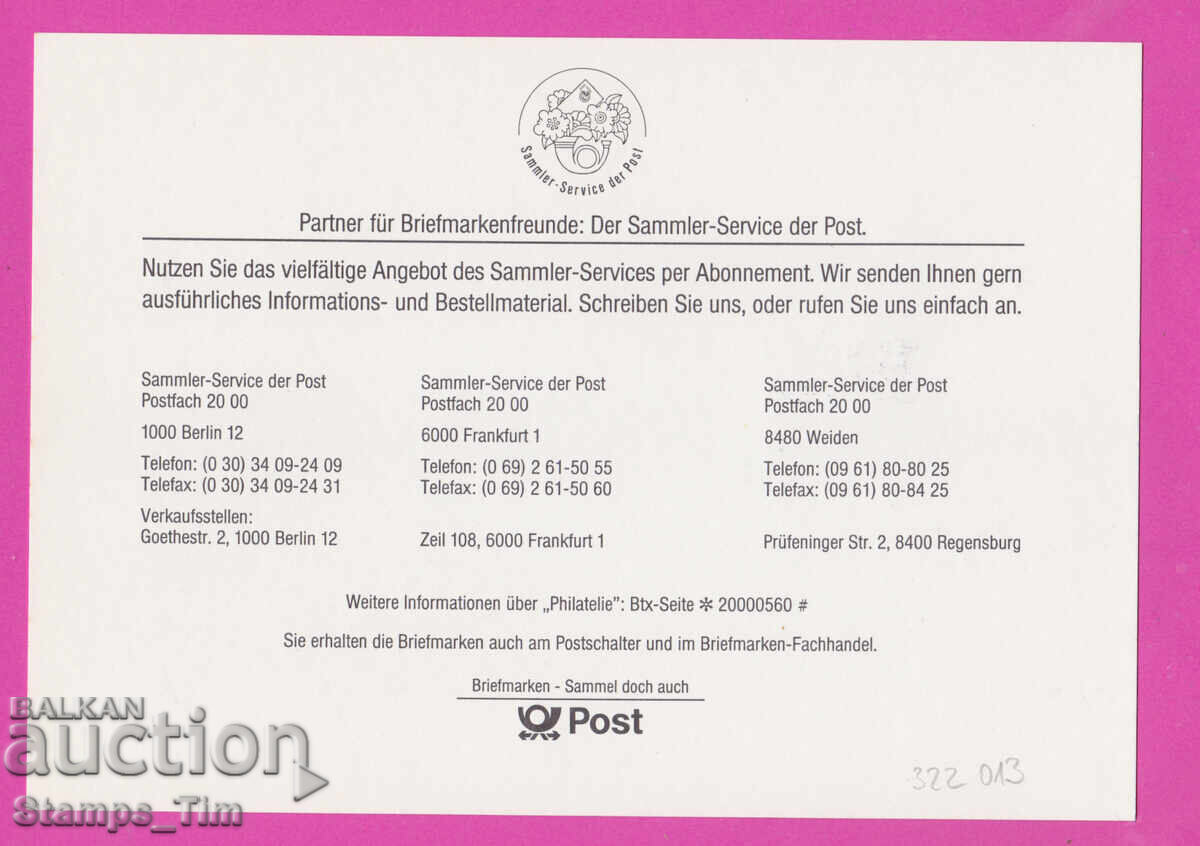 Sammler-Service der Post
Partner für Briefmarkenfreunde: Der Sammler-Service der Post.
Nutzen Sie das vielfältige Angebot des Sammler-Services per Abonnement. Wir senden Ihnen gern
ausführliches Informations- und Bestellmaterial. Schreiben Sie uns, oder rufen Sie uns einfach an.
Sammler-Service der Post
Postfach 20 00
1000 Berlin 12
Telefon: (0 30) 34 09-24 09
Telefax: (0 30) 34 09-24 31
Verkaufsstellen:
Goethestr. 2, 1000 Berlin 12
Sammler-Service der Post
Postfach 20 00
6000 Frankfurt 1
Telefon: (0 69) 2 61-50 55
Telefax: (0 69) 2 61-50 60
Zeil 108, 6000 Frankfurt 1
Sammler-Service der Post
Postfach 20 00
8480 Weiden
Telefon: (09 61) 80-80 25
Telefax: (09 61) 80-84 25
Prüfeninger Str. 2, 8400 Regensburg
Weitere Informationen über „Philatelie”: Btx-Seite * 20000560 #
Sie erhalten die Briefmarken auch am Postschalter und im Briefmarken-Fachhandel.
Briefmarken - Sammel doch auch
Post
322 013
BALKAN
auction
Stamps_Tim